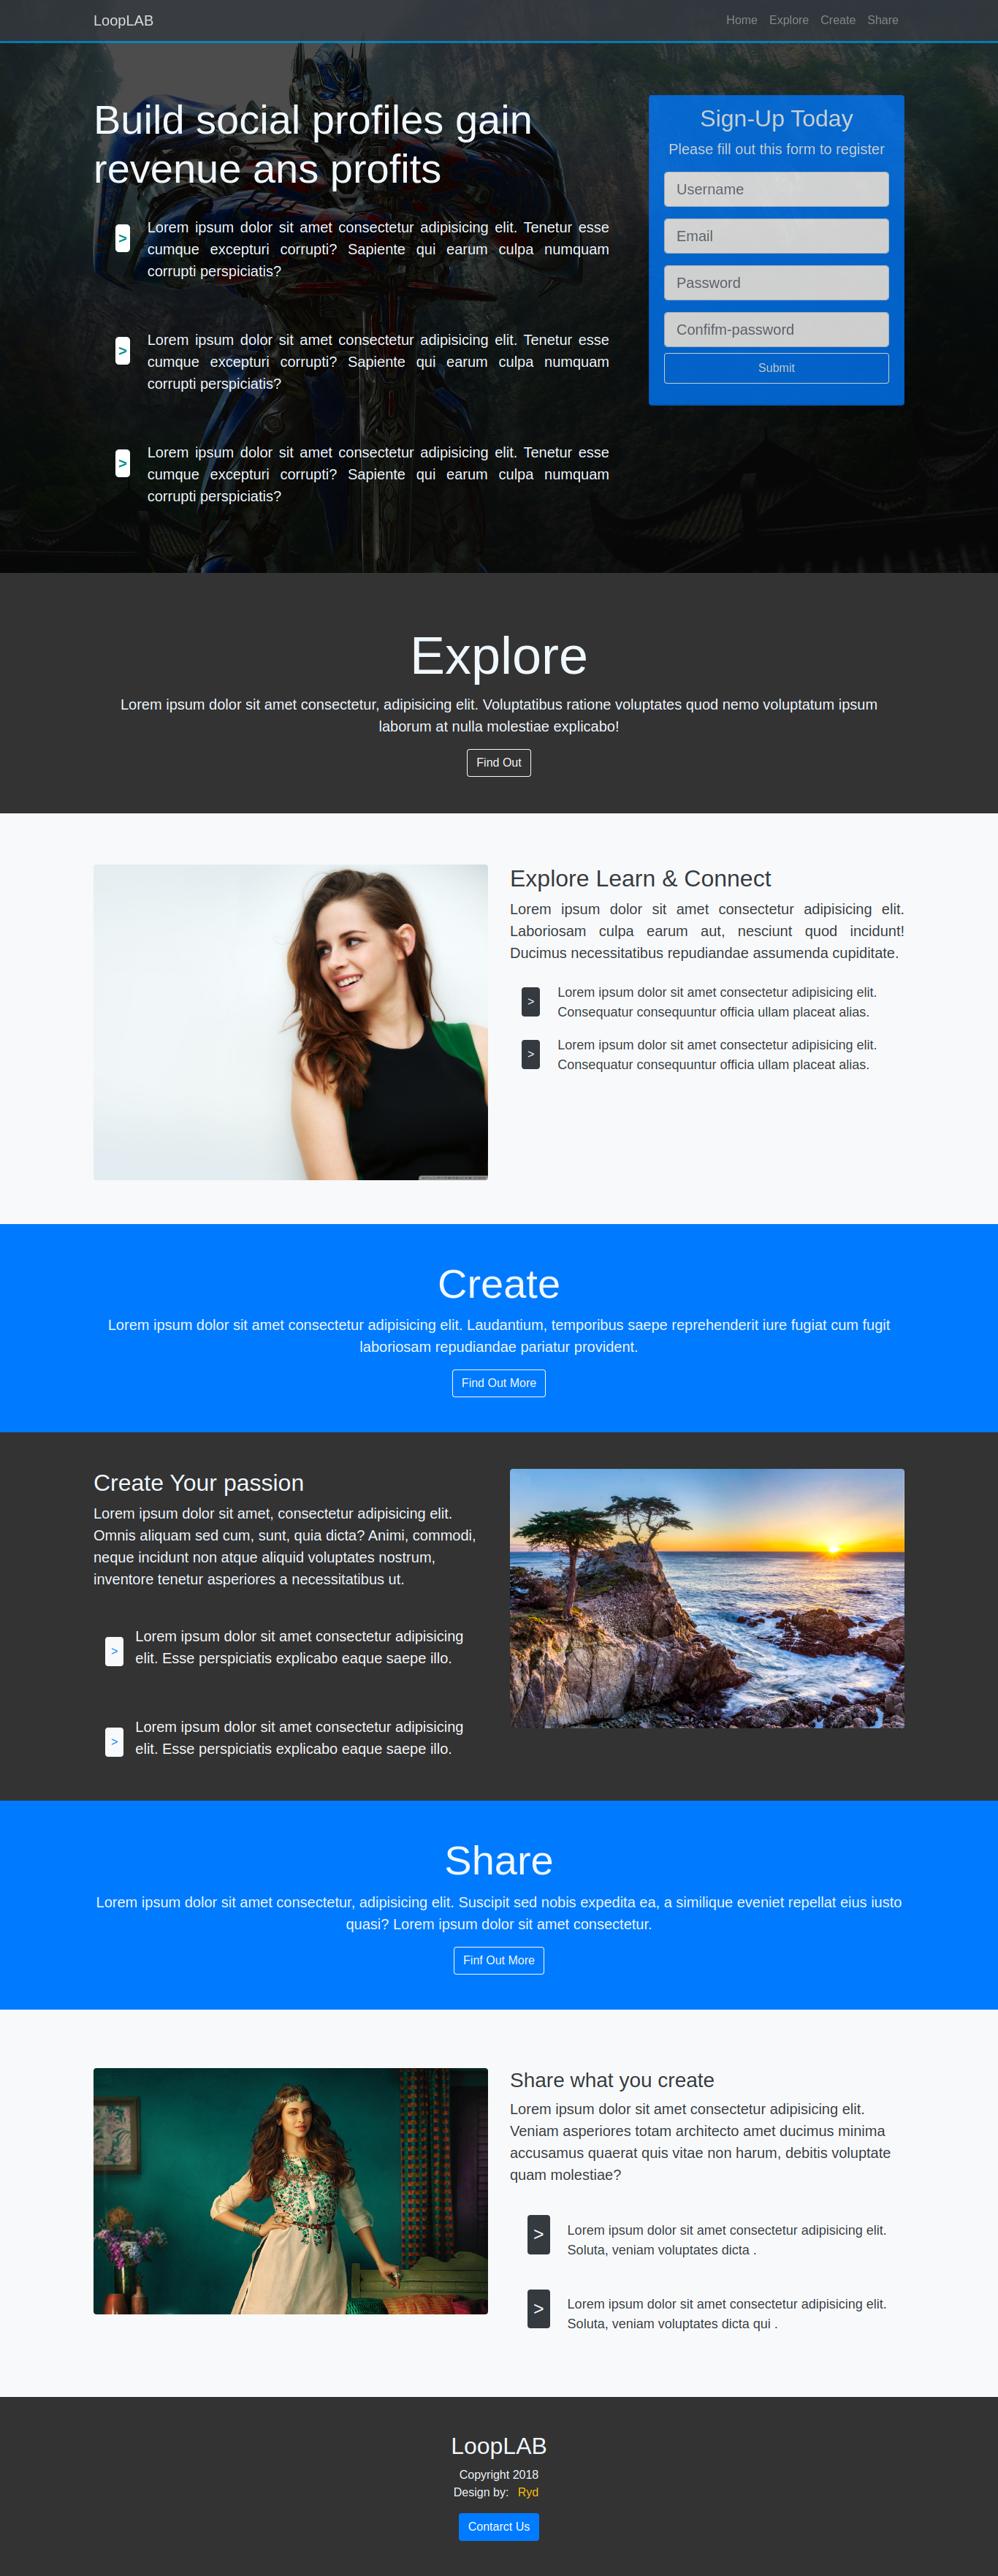 LoopLAB
Home Explore Create Share
Build social profiles gain
revenue ans profits
>
Lorem ipsum dolor sit amet consectetur adipisicing elit. Tenetur esse
cumque excepturi corrupti? Sapiente qui earum culpa numquam
corrupti perspiciatis?
>
Lorem ipsum dolor sit amet consectetur adipisicing elit. Tenetur esse
cumque excepturi corrupti? Sapiente qui earum culpa numquam
corrupti perspiciatis?
>
Lorem ipsum dolor sit amet consectetur adipisicing elit. Tenetur esse
cumque excepturi corrupti? Sapiente qui earum culpa numquam
corrupti perspiciatis?
Sign-Up Today
Please fill out this form to register
Username
Email
Password
Confifm-password
Submit
Explore
Lorem ipsum dolor sit amet consectetur, adipisicing elit. Voluptatibus ratione voluptates quod nemo voluptatum ipsum
laborum at nulla molestiae explicabo!
Find Out
Explore Learn & Connect
Lorem ipsum dolor sit amet consectetur adipisicing elit.
Laboriosam culpa earum aut, nesciunt quod incidunt!
Ducimus necessitatibus repudiandae assumenda cupiditate.
>
Lorem ipsum dolor sit amet consectetur adipisicing elit.
Consequatur consequuntur officia ullam placeat alias.
>
Lorem ipsum dolor sit amet consectetur adipisicing elit.
Consequatur consequuntur officia ullam placeat alias.
Create
Lorem ipsum dolor sit amet consectetur adipisicing elit. Laudantium, temporibus saepe reprehenderit iure fugiat cum fugit
laboriosam repudiandae pariatur provident.
Find Out More
Create Your passion
Lorem ipsum dolor sit amet, consectetur adipisicing elit.
Omnis aliquam sed cum, sunt, quia dicta? Animi, commodi,
neque incidunt non atque aliquid voluptates nostrum,
inventore tenetur asperiores a necessitatibus ut.
>
Lorem ipsum dolor sit amet consectetur adipisicing
elit. Esse perspiciatis explicabo eaque saepe illo.
>
Lorem ipsum dolor sit amet consectetur adipisicing
elit. Esse perspiciatis explicabo eaque saepe illo.
Share
Lorem ipsum dolor sit amet consectetur, adipisicing elit. Suscipit sed nobis expedita ea, a similique eveniet repellat eius iusto
quasi? Lorem ipsum dolor sit amet consectetur.
Finf Out More
Share what you create
Lorem ipsum dolor sit amet consectetur adipisicing elit.
Veniam asperiores totam architecto amet ducimus minima
accusamus quaerat quis vitae non harum, debitis voluptate
quam molestiae?
>
Lorem ipsum dolor sit amet consectetur adipisicing elit.
Soluta, veniam voluptates dicta .
>
Lorem ipsum dolor sit amet consectetur adipisicing elit.
Soluta, veniam voluptates dicta qui .
LoopLAB
Copyright 2018
Design by: Ryd
Contarct Us